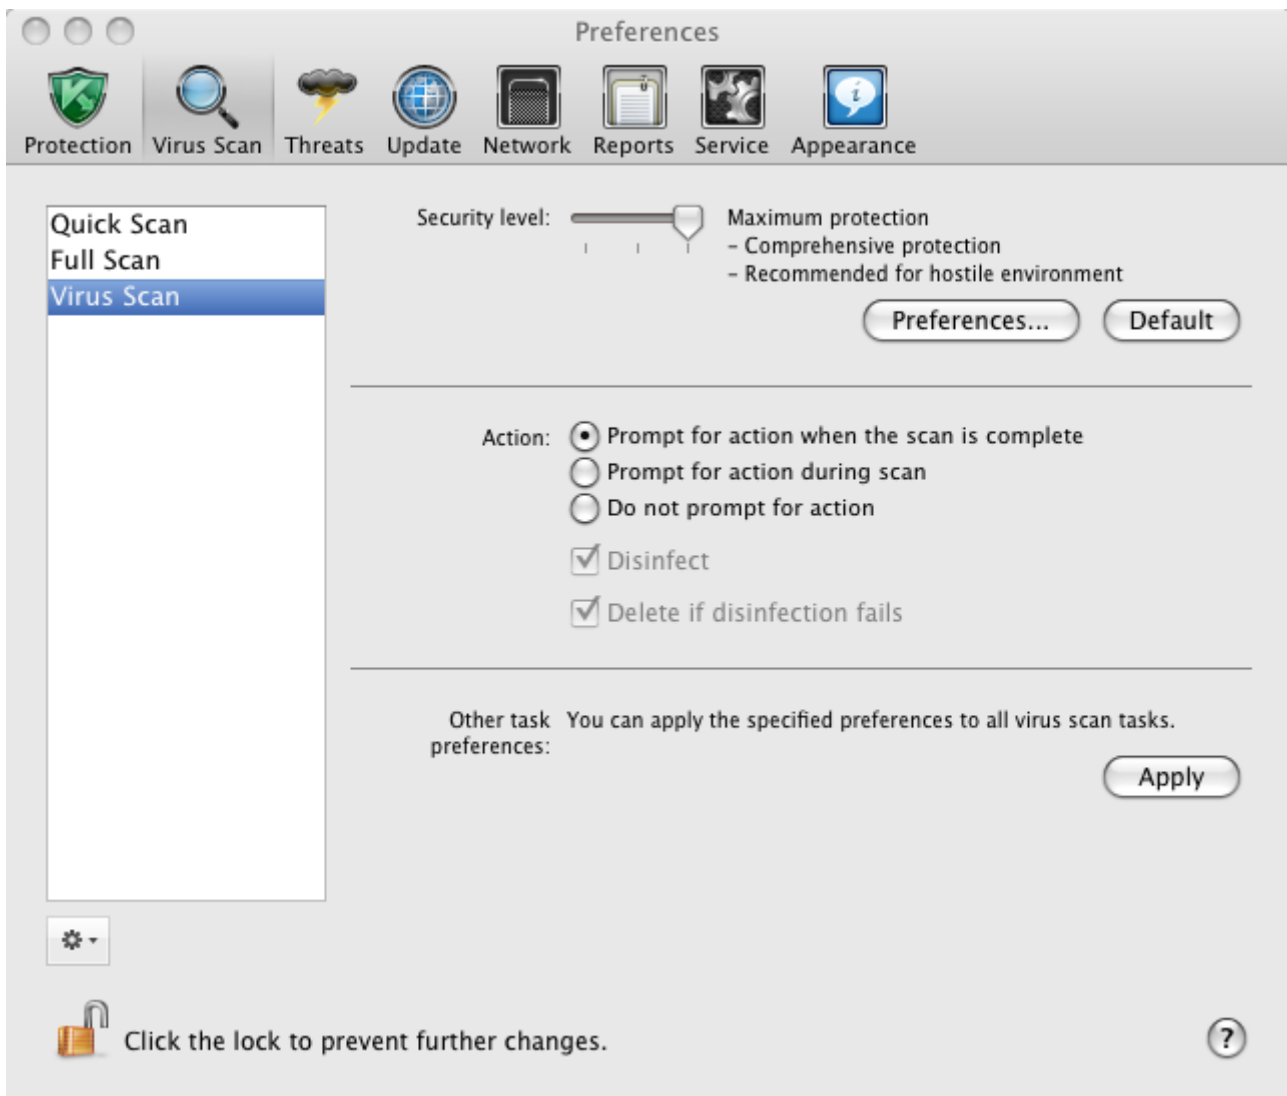 Preferences
Protection Virus Scan Threats Update Network Reports Service Appearance
Quick Scan
Full Scan
Virus Scan
Security level: Maximum protection
– Comprehensive protection
– Recommended for hostile environment
Preferences... Default
Action: Prompt for action when the scan is complete
Prompt for action during scan
Do not prompt for action
Disinfect
Delete if disinfection fails
Other task You can apply the specified preferences to all virus scan tasks.
preferences:
Apply
Click the lock to prevent further changes.
?